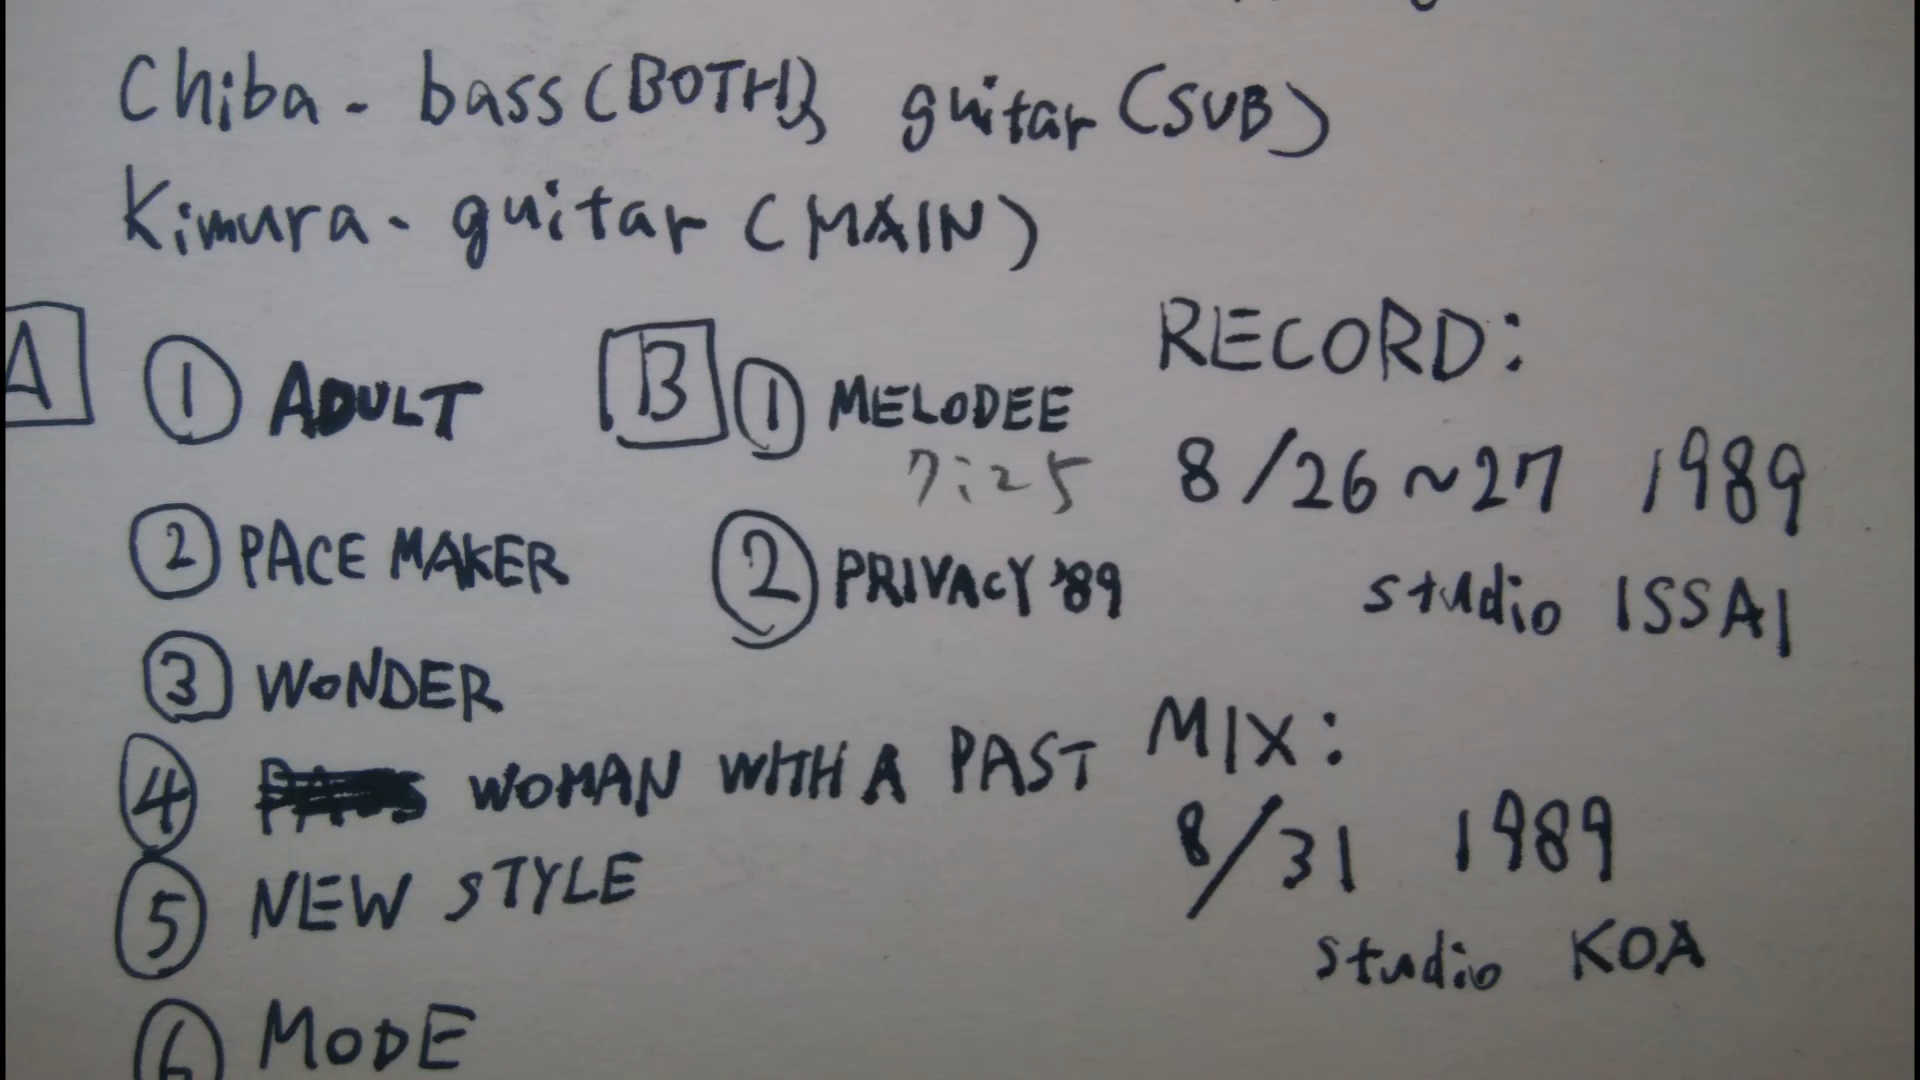 Chiba - bass (BOTH), guitar (SUB)
Kimura - guitar (MAIN)
A
① ADULT
② PACE MAKER
③ WONDER
④ WOMAN WITH A PAST
⑤ NEW STYLE
⑥ MODE
B
① MELODEE
7:25
② PRIVACY '89
RECORD:
8/26~27 1989
studio ISSAI
MIX:
8/31 1989
studio KOA